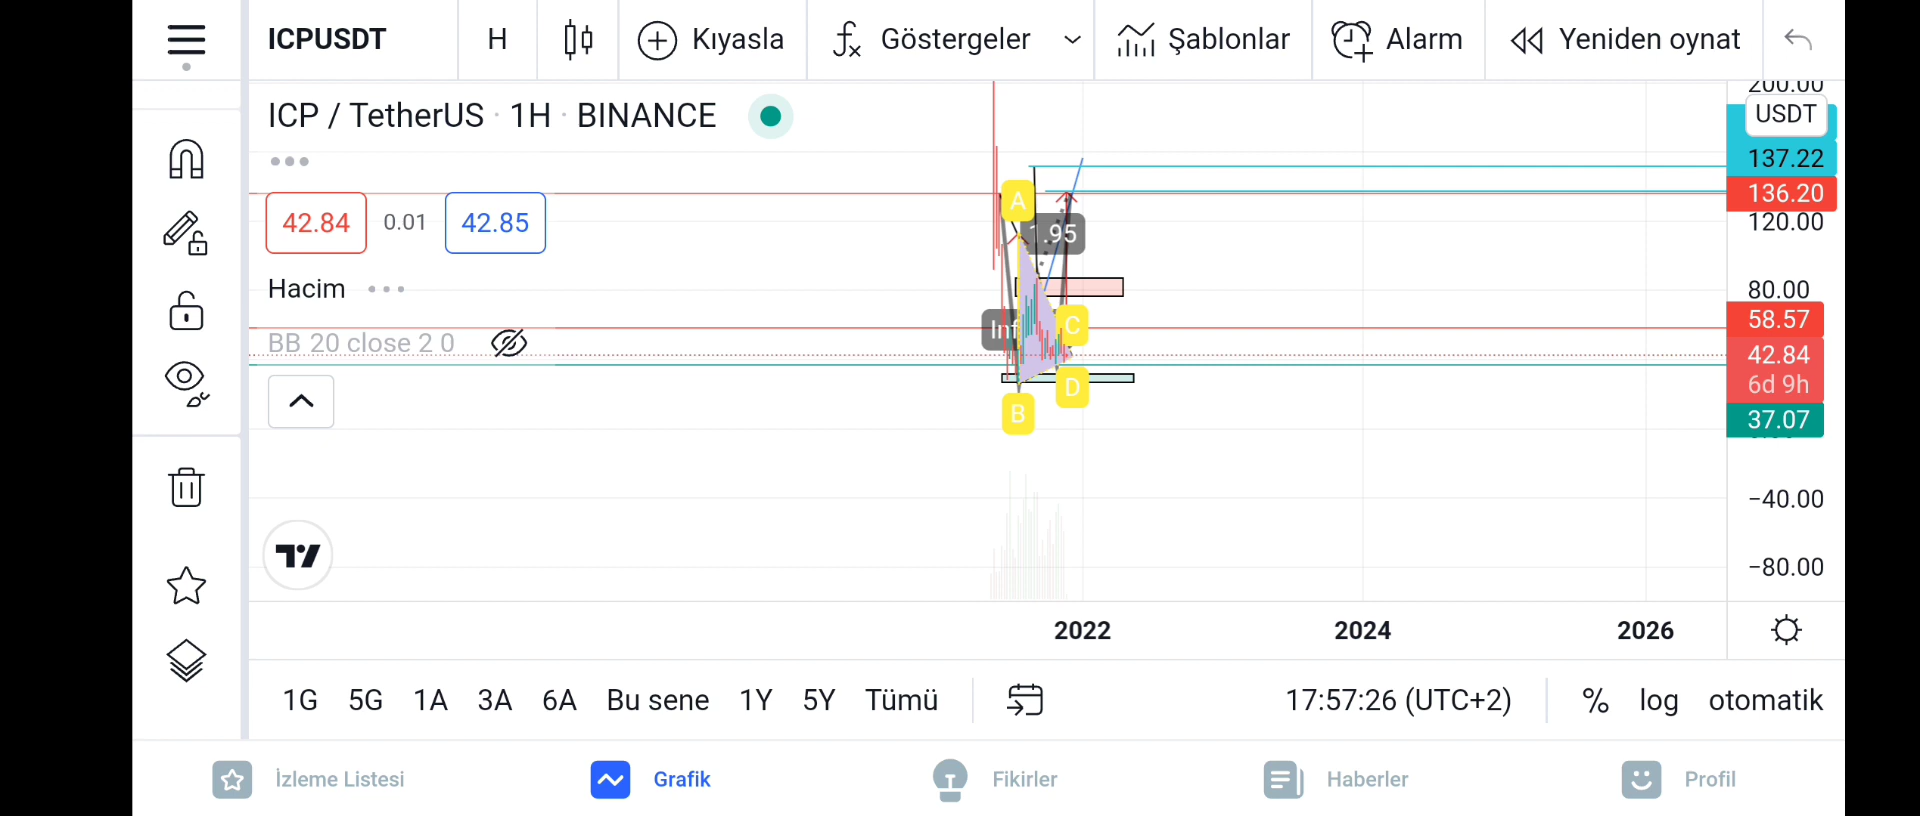 ICPUSDT H Kıyasla Göstergeler Şablonlar Alarm Yeniden oynat
ICP / TetherUS · 1H · BINANCE
200.00
USDT
137.22
136.20
120.00
80.00
58.57
42.84
6d 9h
37.07
-40.00
-80.00
42.84 0.01 42.85
Hacim
BB 20 close 2 0
A
.95
Inf
C
D
B
2022 2024 2026
1G 5G 1A 3A 6A Bu sene 1Y 5Y Tümü 17:57:26 (UTC+2) % log otomatik
İzleme Listesi Grafik Fikirler Haberler Profil